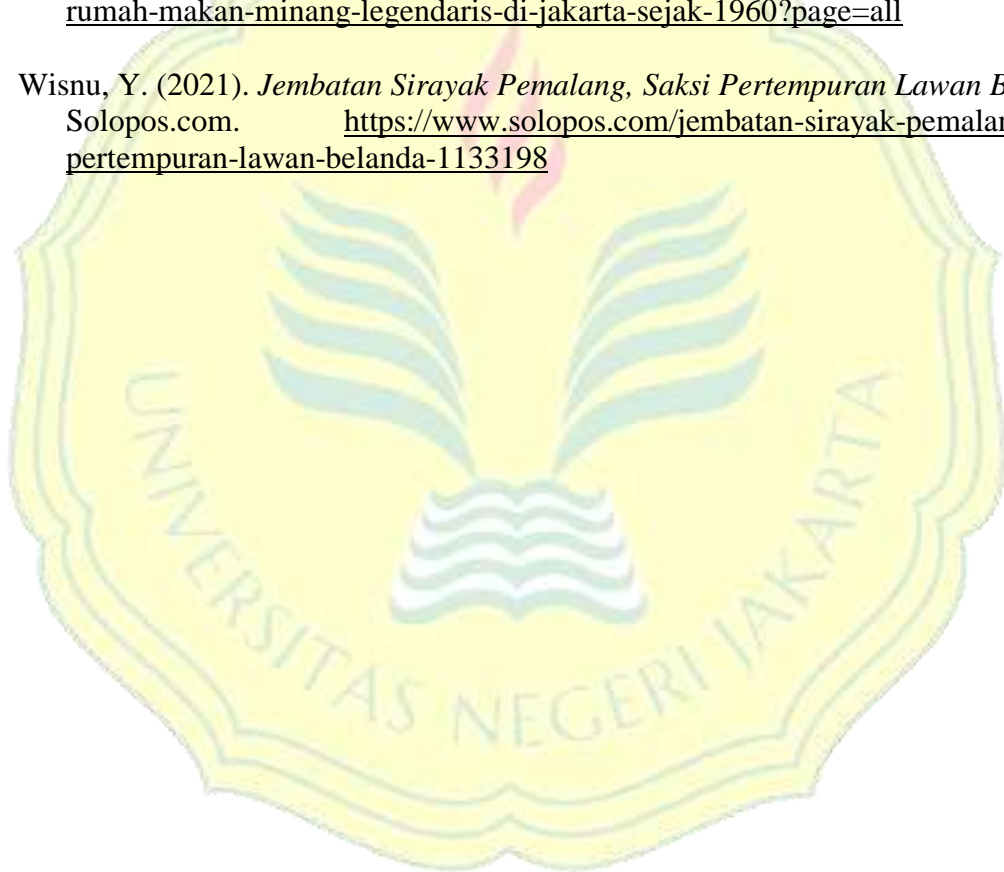 rumah-makan-minang-legendaris-di-jakarta-sejak-1960?page=all
Wisnu, Y. (2021). Jembatan Sirayak Pemalang, Saksi Pertempuran Lawan B
Solopos.com. https://www.solopos.com/jembatan-sirayak-pemalan
pertempuran-lawan-belanda-1133198
UNIVERSITAS NEGERI JAKARTA